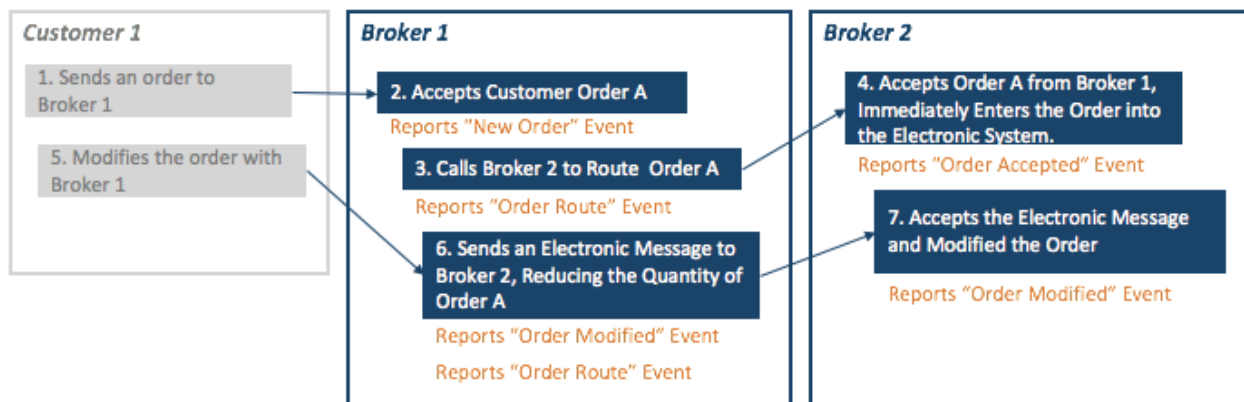 Customer 1
1. Sends an order to
Broker 1
5. Modifies the order with
Broker 1
Broker 1
2. Accepts Customer Order A
Reports “New Order” Event
3. Calls Broker 2 to Route Order A
Reports “Order Route” Event
6. Sends an Electronic Message to
Broker 2, Reducing the Quantity of
Order A
Reports “Order Modified” Event
Reports “Order Route” Event
Broker 2
4. Accepts Order A from Broker 1,
Immediately Enters the Order into
the Electronic System.
Reports “Order Accepted” Event
7. Accepts the Electronic Message
and Modified the Order
Reports “Order Modified” Event